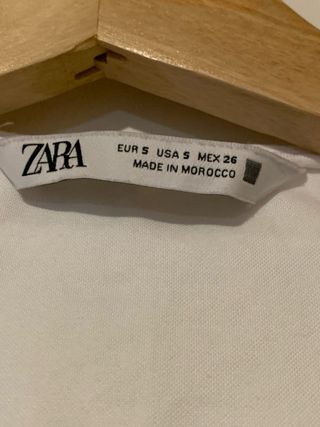 ZARA
EUR S USA S MEX 26
MADE IN MOROCCO